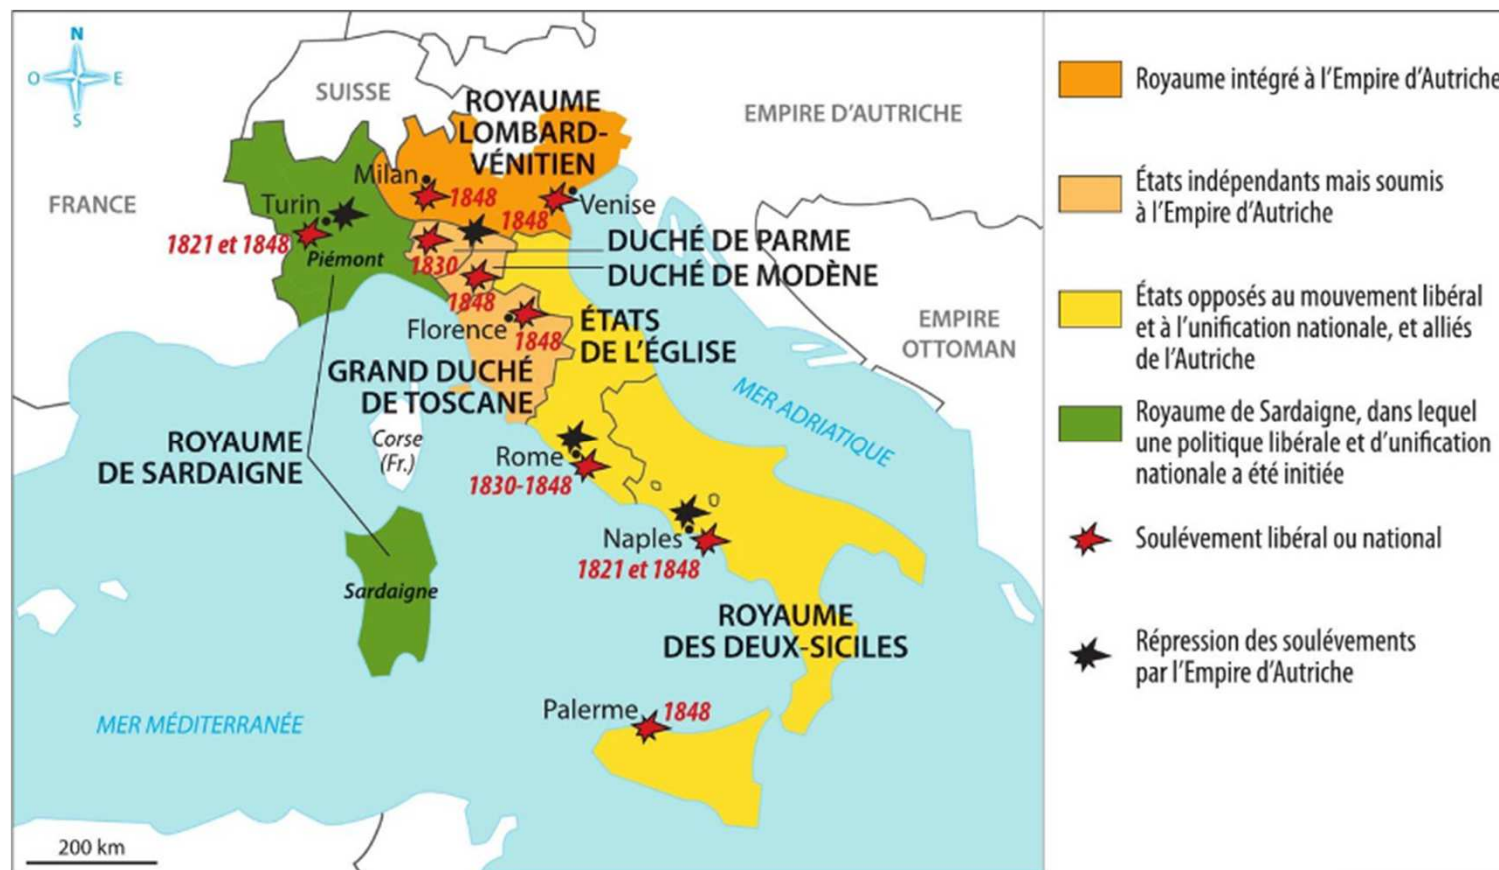 N
O
E
S
SUISSE
ROYAUME
LOMBARD-
VÉNITIEN
EMPIRE D'AUTRICHE
FRANCE
Milan
1848
Turin
1848
Venise
1821 et 1848
Piémont
1830
DUCHÉ DE PARME
DUCHÉ DE MODÈNE
1848
Florence
1848
ÉTATS
DE L'ÉGLISE
EMPIRE
OTTOMAN
GRAND DUCHÉ
DE TOSCANE
MER ADRIATIQUE
ROYAUME
DE SARDAIGNE
Corse
(Fr.)
Rome
1830-1848
Naples
1821 et 1848
Sardaigne
ROYAUME
DES DEUX-SICILES
Palerme
1848
MER MÉDITERRANÉE
200 km
Royaume intégré à l'Empire d'Autriche
États indépendants mais soumis
à l'Empire d'Autriche
États opposés au mouvement libéral
et à l'unification nationale, et alliés
de l'Autriche
Royaume de Sardaigne, dans lequel
une politique libérale et d'unification
nationale a été initiée
Soulévement libéral ou national
Répression des soulévements
par l'Empire d'Autriche